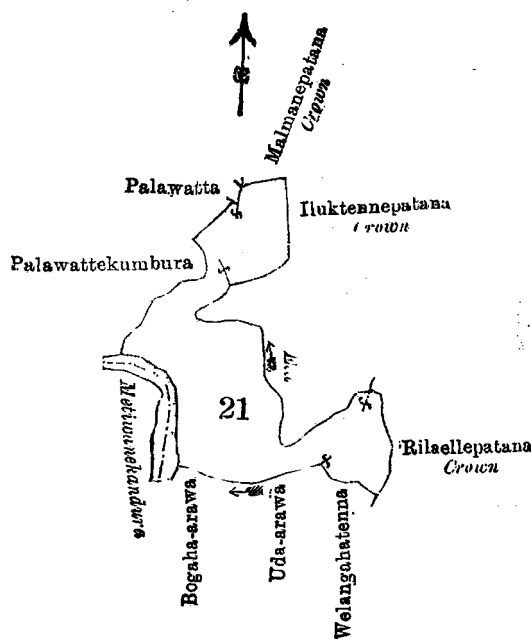 Malmanepatana
Crown
Palawatta
Iluktennepatana
Crown
Palawattekumbura
21
Metiwanekandura
Rilaellepatana
Crown
Bogaha-arawa
Uda-arawa
Welangahatenna